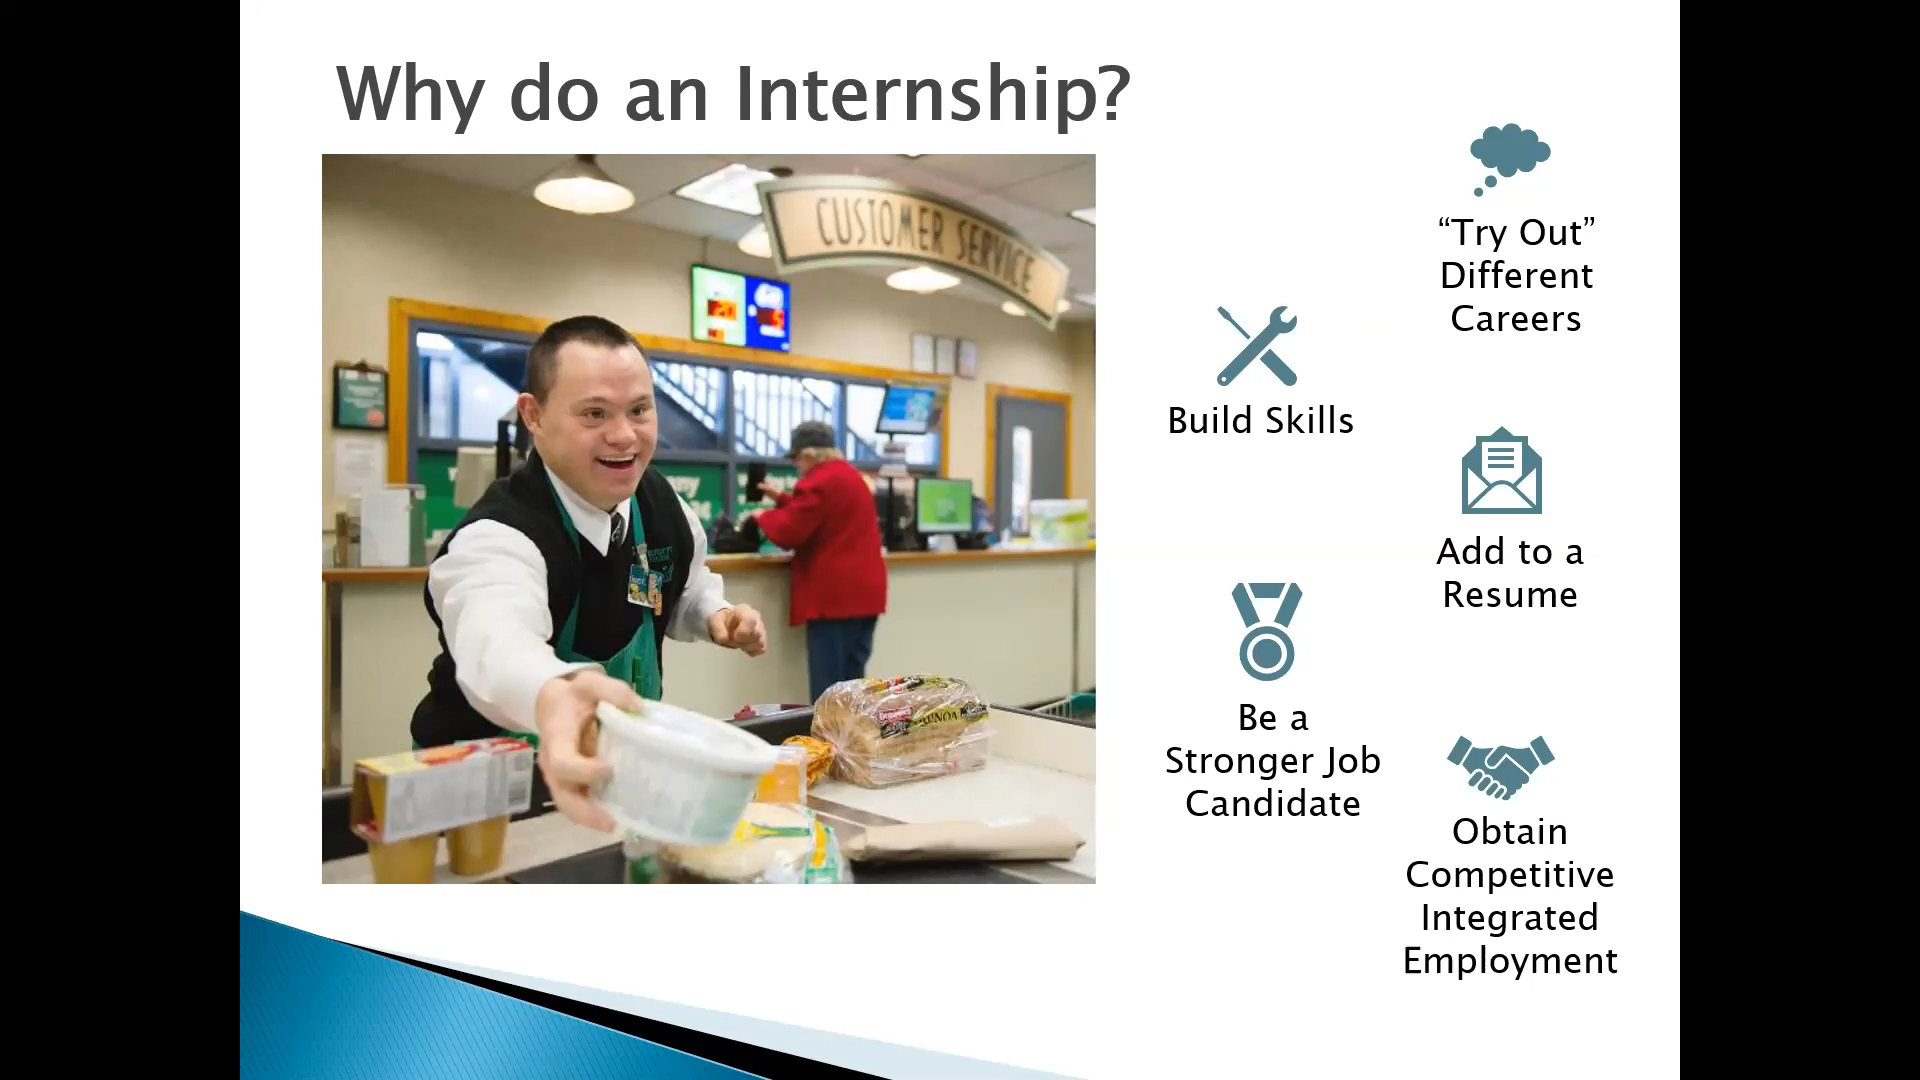 Why do an Internship?
CUSTOMER SERVICE
“Try Out”
Different
Careers
Build Skills
Add to a
Resume
Be a
Stronger Job
Candidate
Obtain
Competitive
Integrated
Employment